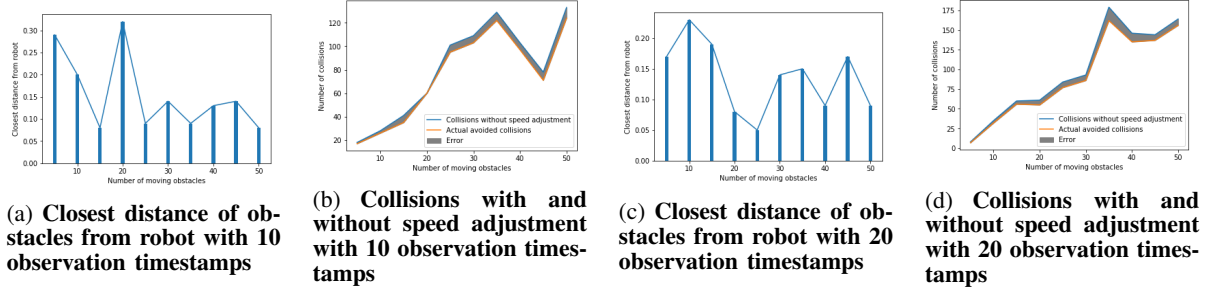 0.30
0.25
0.20
0.15
0.10
0.05
0.00
10
20
30
40
50
Closest distance from robot
Number of moving obstacles
(a) Closest distance of ob-
stacles from robot with 10
observation timestamps
120
100
80
60
40
20
10
20
30
40
50
Number of collisions
Number of moving obstacles
Collisions without speed adjustment
Actual avoided collisions
Error
(b) Collisions with and
without speed adjustment
with 10 observation times-
tamps
0.20
0.15
0.10
0.05
0.00
10
20
30
40
50
Closest distance from robot
Number of moving obstacles
(c) Closest distance of ob-
stacles from robot with 20
observation timestamps
175
150
125
100
75
50
25
0
10
20
30
40
50
Number of collisions
Number of moving obstacles
Collisions without speed adjustment
Actual avoided collisions
Error
(d) Collisions with and
without speed adjustment
with 20 observation times-
tamps